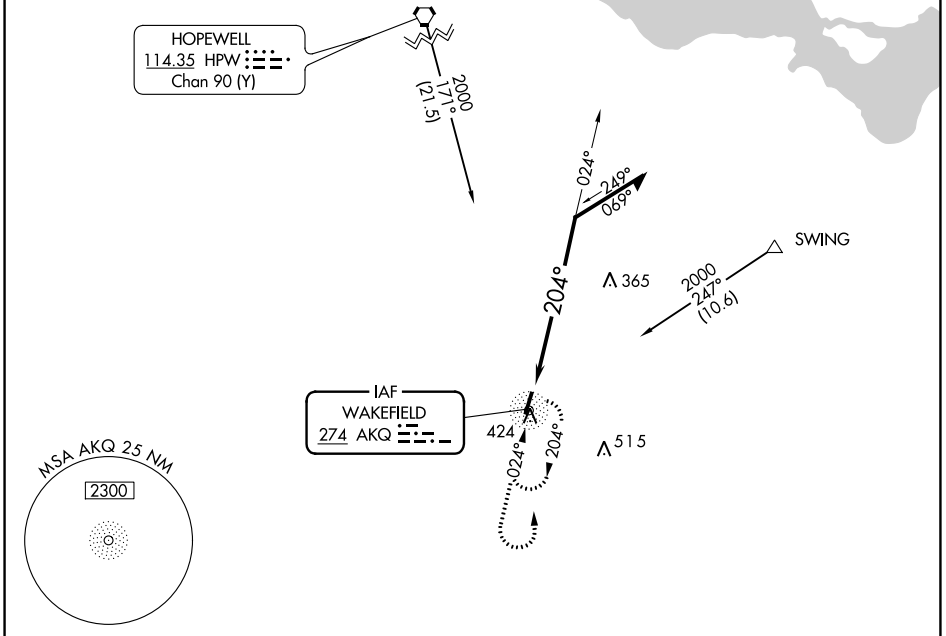 HOPEWELL
114.35 HPW
Chan 90 (Y)
2000
171°
(21.5)
024°
249°
069°
SWING
2000
247°
(10.6)
365
204°
IAF
WAKEFIELD
274 AKQ
424
515
024°
204°
MSA AKQ 25 NM
2300